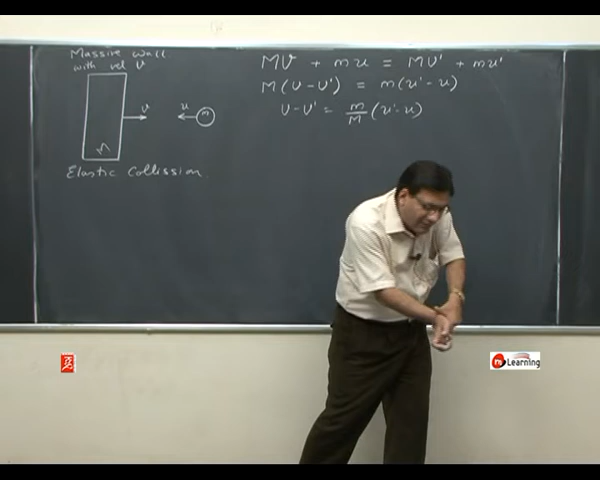 Massive wall
with vel V
V
u
m
M
Elastic Collission
MV + mu = MV' + mu'
M(V - V') = m(u' - u)
V - V' = m/M (u' - u)
Learning